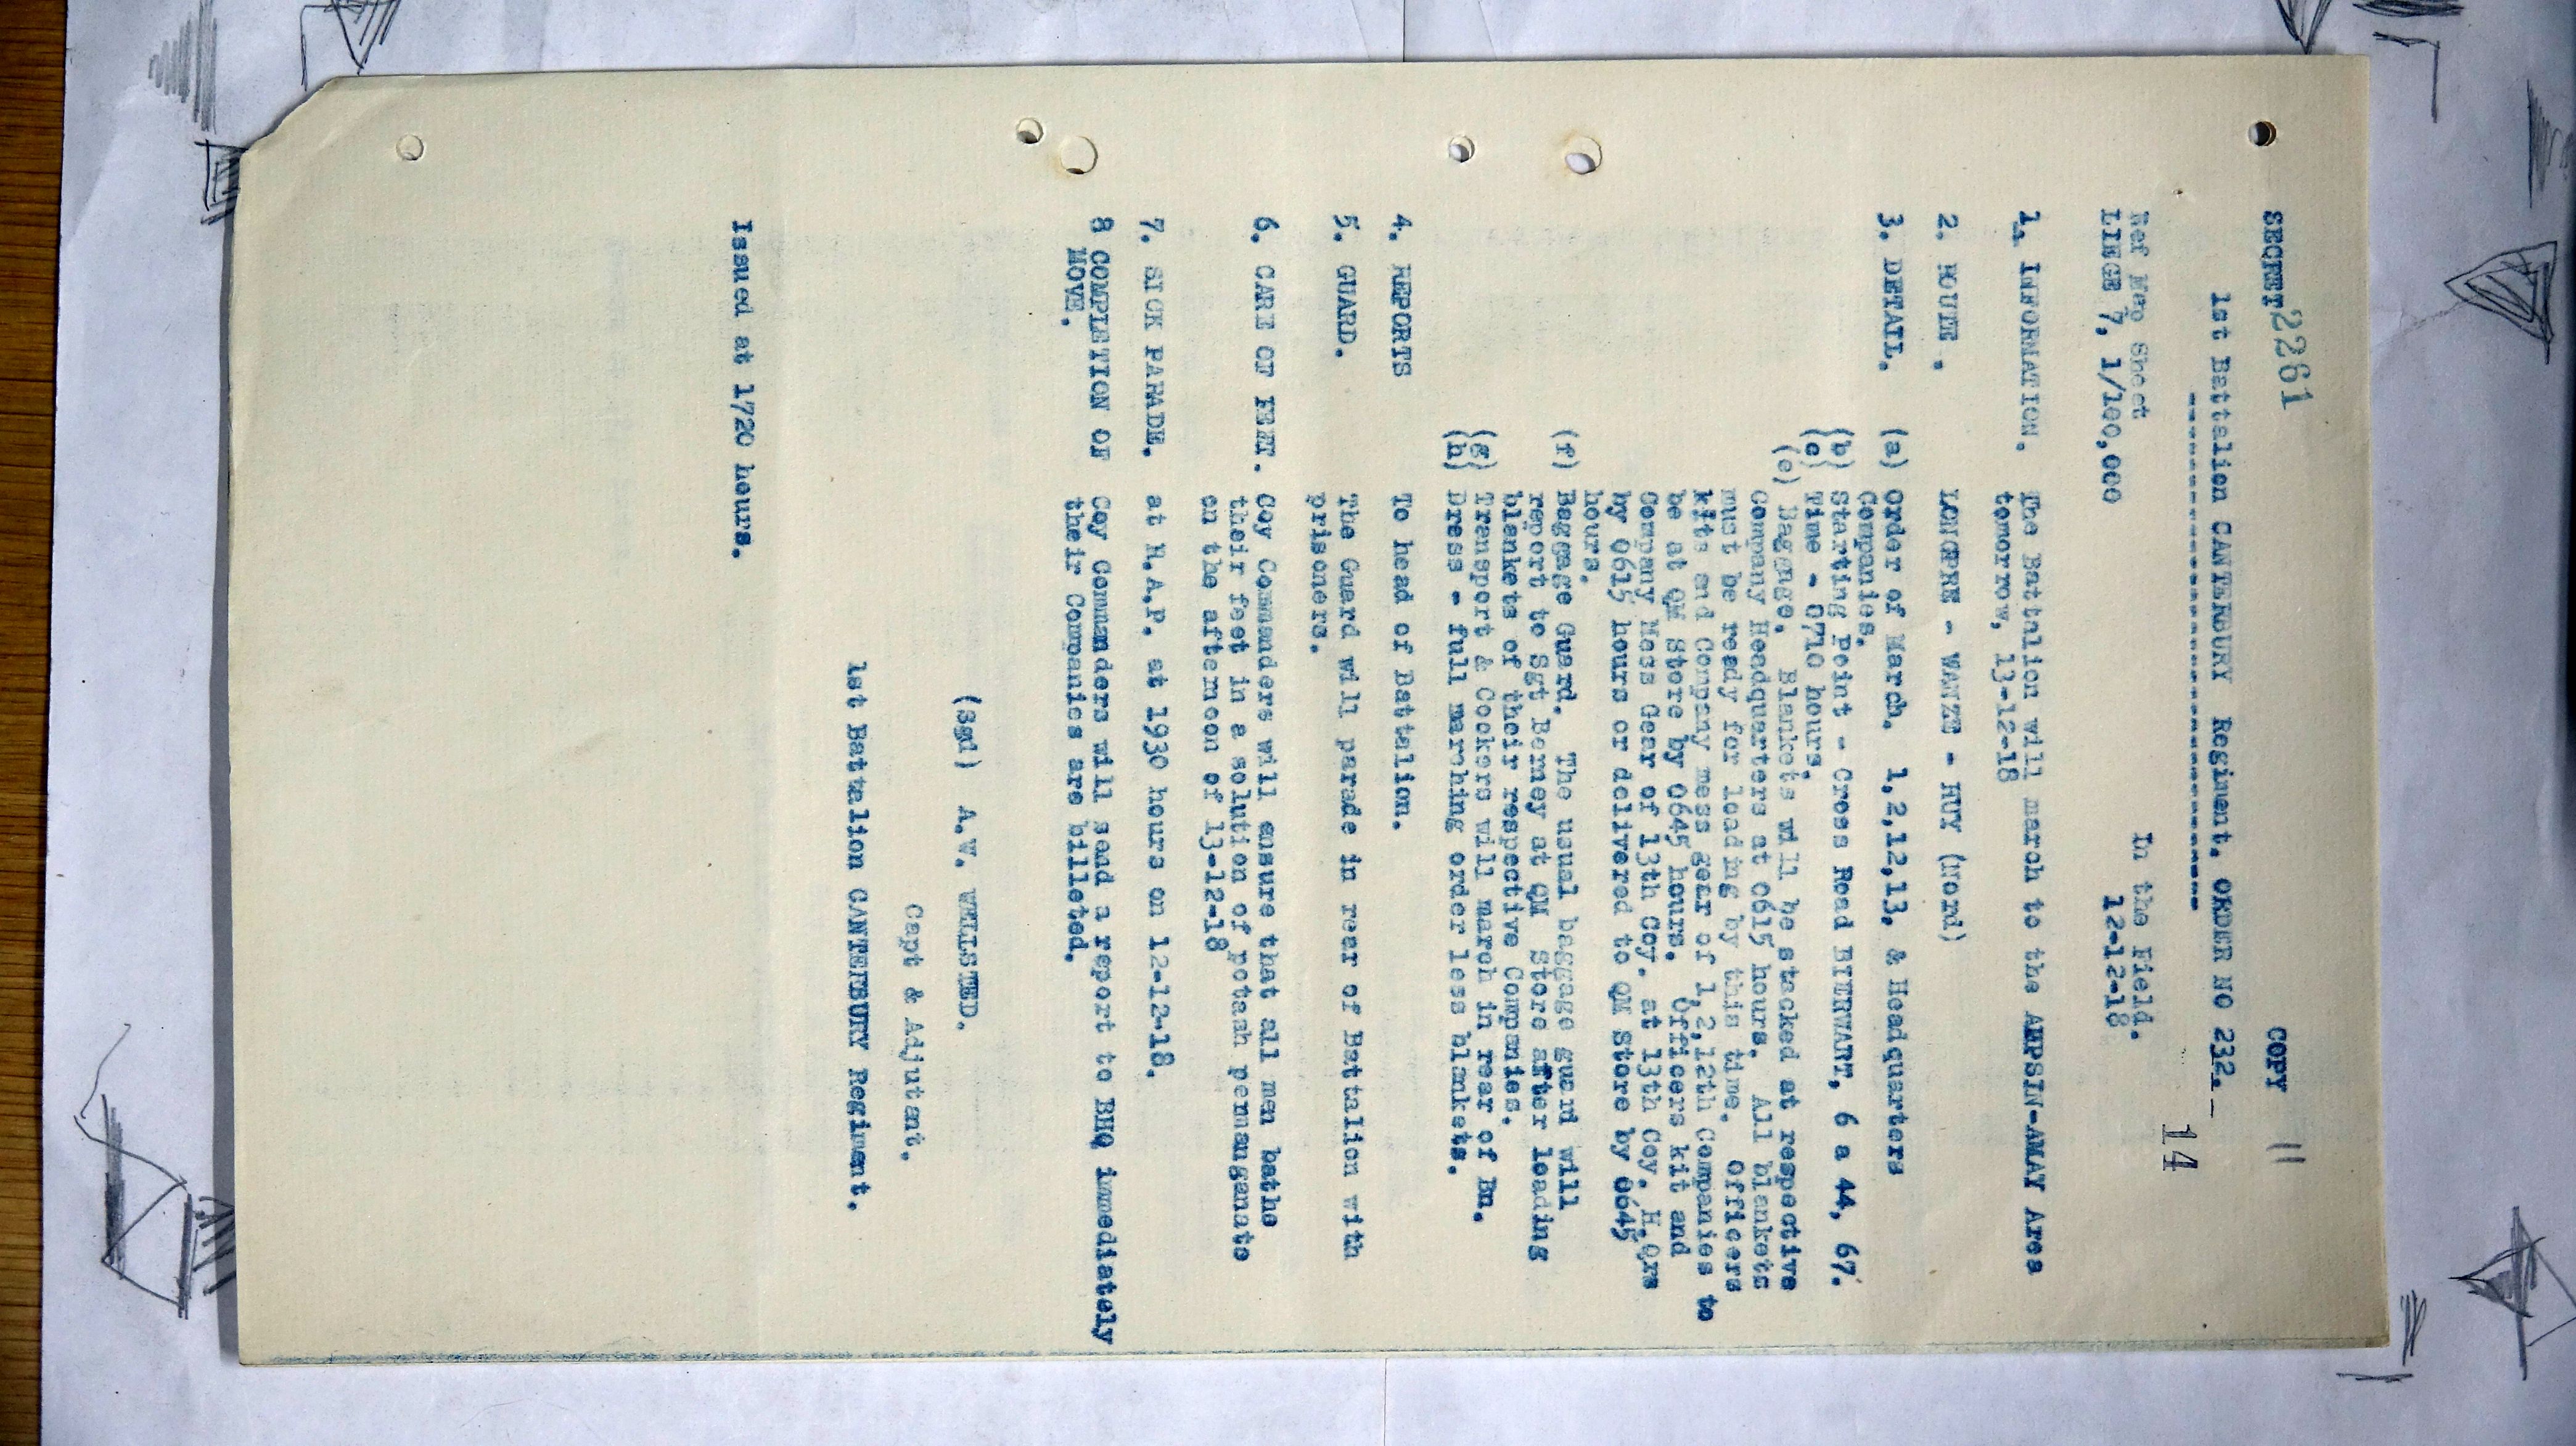 SECRET 2261 COPY 11
1st Battalion CANTERBURY Regiment. ORDER NO 232.
14
Ref Map Sheet In the Field.
LIEGE 7, 1/100,000 12-12-18
1. INFORMATION. The Battalion will march to the AMPSIN-AMAY Area
tomorrow, 13-12-18
2. ROUTE . LONGPRE - WANZE - HUY (Nord)
3. DETAIL. (a) Order of March. 1,2,12,13, & Headquarters
Companies.
(b) Starting Point - Cross Road BIERWART, 6 a 44, 67.
(c) Time - 0710 hours.
(e) Baggage. Blankets will be stacked at respective
Company Headquarters at 0615 hours. All blankets
must be ready for loading by this time. Officers
kits and Company mess gear of 1,2,12th Companies to
be at QM Store by 0645 hours. Officers kit and
Company Mess Gear of 13th Coy. at 13th Coy. H.Qrs
by 0615 hours or delivered to QM Store by 0645
hours.
(f) Baggage Guard. The usual baggage guard will
report to Sgt Berney at QM Store after loading
blankets of their respective Companies.
(g) Transport & Cookers will march in rear of Bn.
(h) Dress - full marching order less blankets.
4. REPORTS To head of Battalion.
5. GUARD. The Guard will parade in rear of Battalion with
prisoners.
6. CARE OF FEET. Coy Commanders will ensure that all men bathe
their feet in a solution of potash permanganate
on the afternoon of 13-12-18
7. SICK PARADE. at R.A.P. at 1930 hours on 12-12-18.
8 COMPLETION OF Coy Commanders will send a report to BHQ immediately
MOVE. their Companies are billeted.
(Sgd) A.W. WELLSTED.
Capt & Adjutant.
1st Battalion CANTERBURY Regiment.
Issued at 1720 hours.